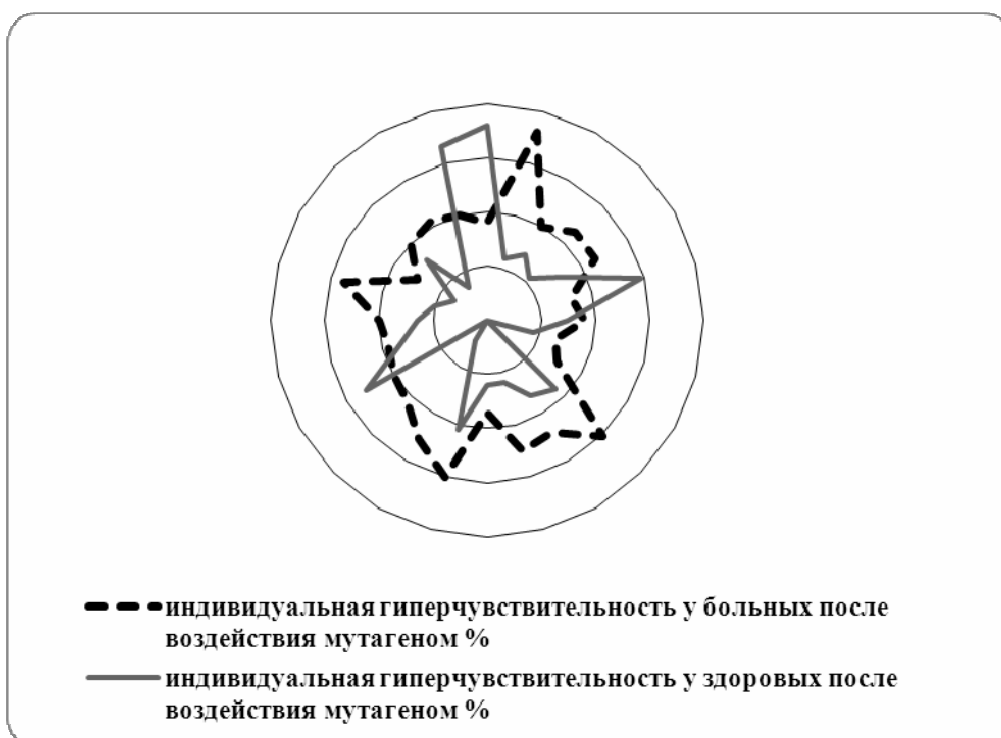 индивидуальная гиперчувствительность у больных после
воздействия мутагеном %
индивидуальная гиперчувствительность у здоровых после
воздействия мутагеном %